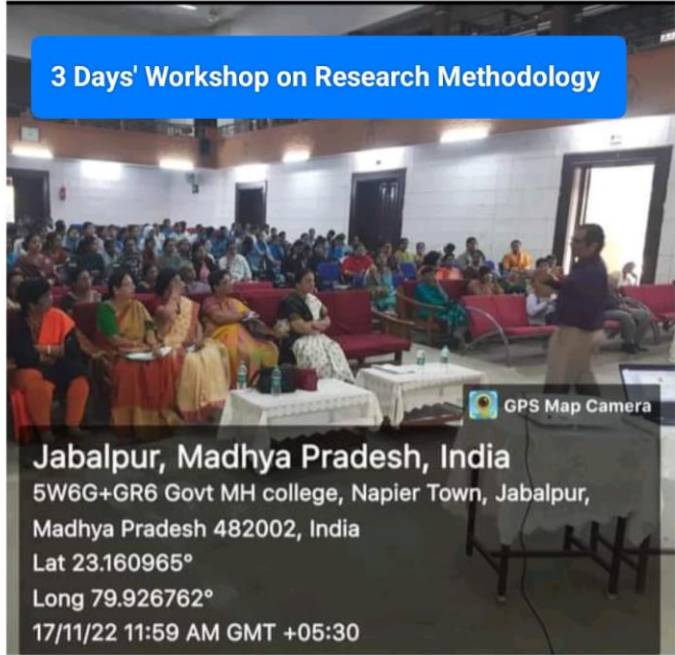 3 Days' Workshop on Research Methodology
GPS Map Camera
Jabalpur, Madhya Pradesh, India
5W6G+GR6 Govt MH college, Napier Town, Jabalpur,
Madhya Pradesh 482002, India
Lat 23.160965°
Long 79.926762°
17/11/22 11:59 AM GMT +05:30